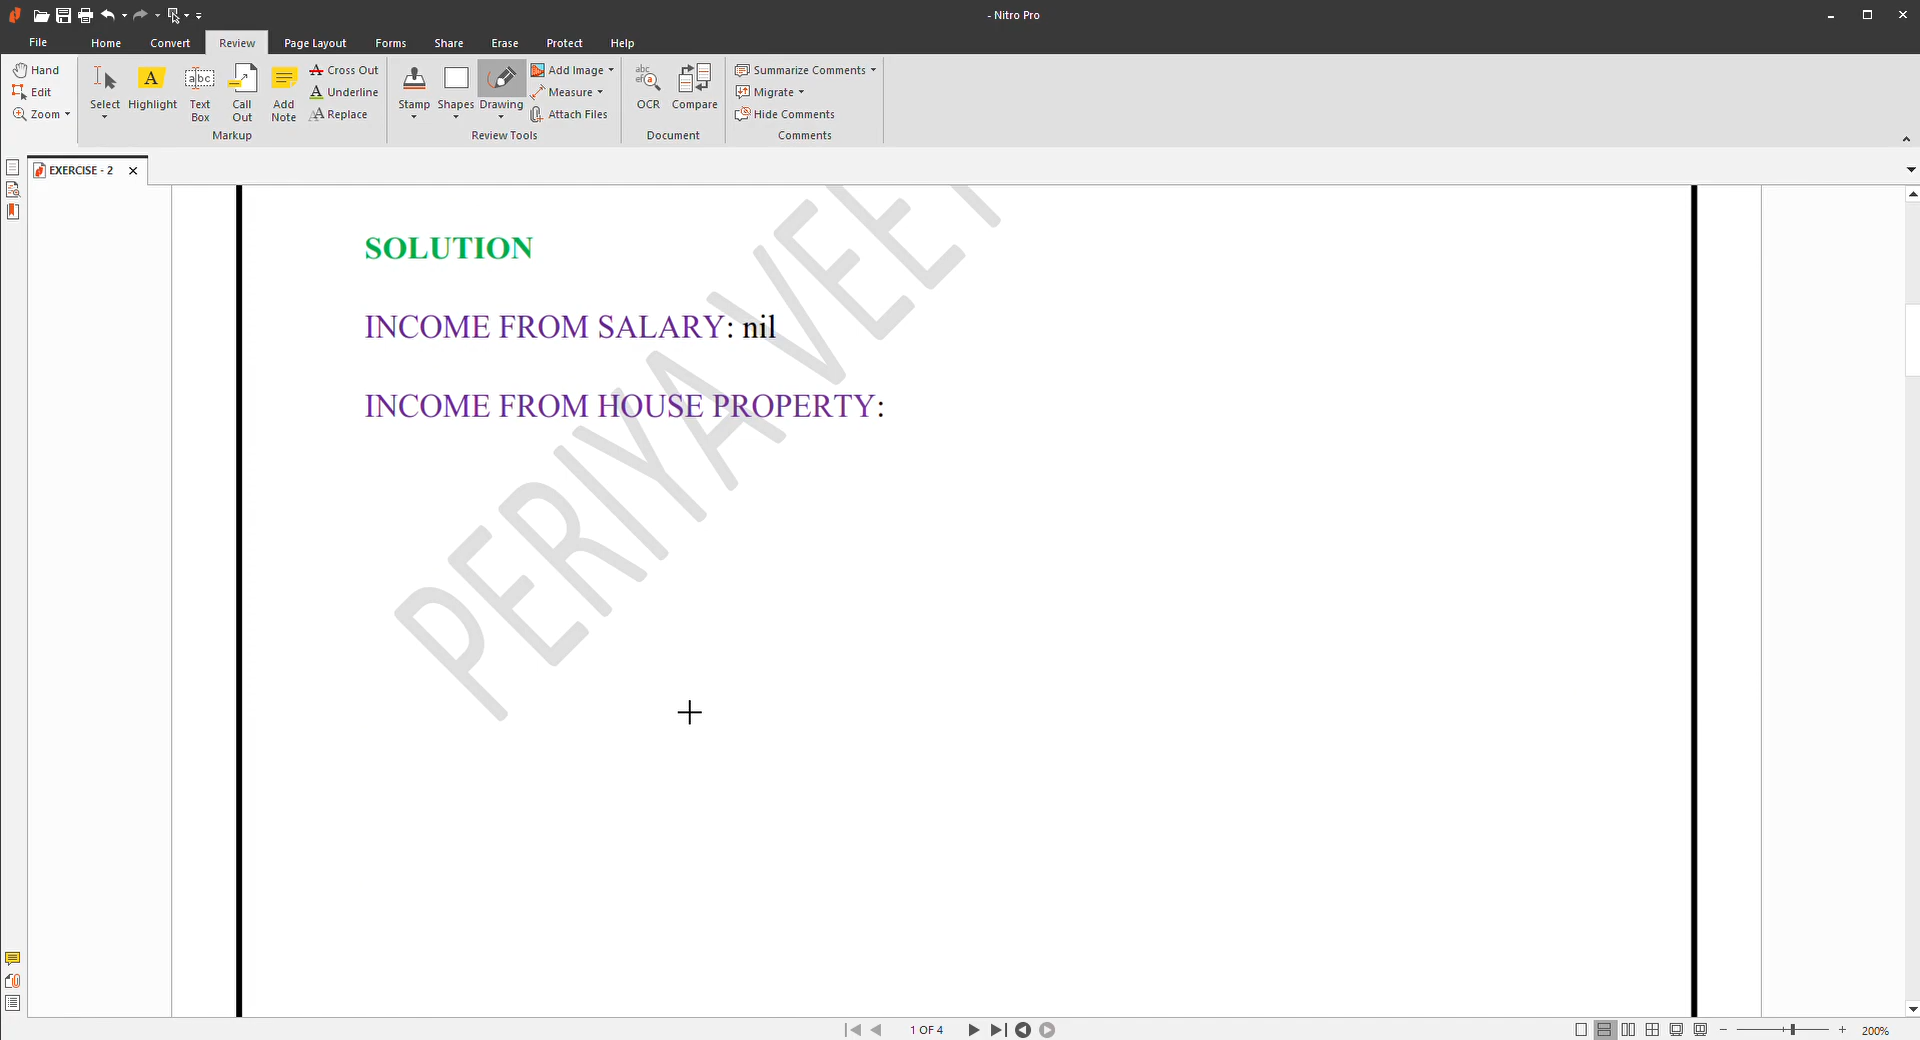 - Nitro Pro
File Home Convert Review Page Layout Forms Share Erase Protect Help
Hand
Edit
Zoom
Select
Highlight
Text Box
Call Out
Add Note
Cross Out
Underline
Replace
Markup
Stamp
Shapes
Drawing
Add Image
Measure
Attach Files
Review Tools
OCR
Compare
Document
Summarize Comments
Migrate
Hide Comments
Comments
EXERCISE - 2
SOLUTION
INCOME FROM SALARY: nil
INCOME FROM HOUSE PROPERTY:
PERIYA
1 OF 4
200%